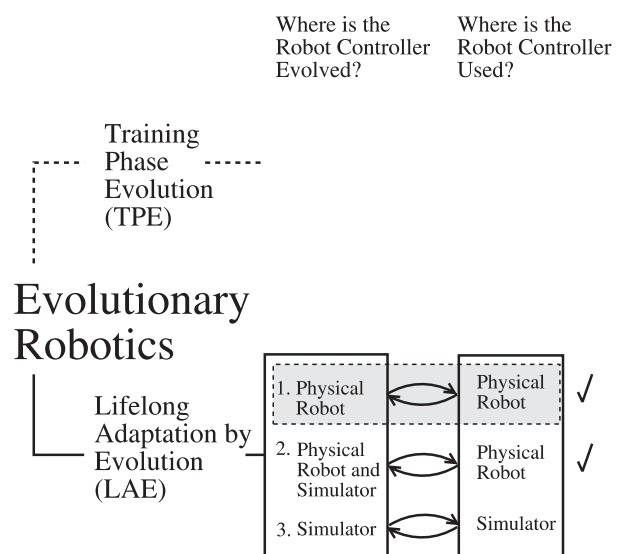 Where is the
Robot Controller
Evolved?
Where is the
Robot Controller
Used?
Training
Phase
Evolution
(TPE)
Evolutionary
Robotics
Lifelong
Adaptation by
Evolution
(LAE)
1. Physical
Robot
Physical
Robot
2. Physical
Robot and
Simulator
Physical
Robot
3. Simulator
Simulator